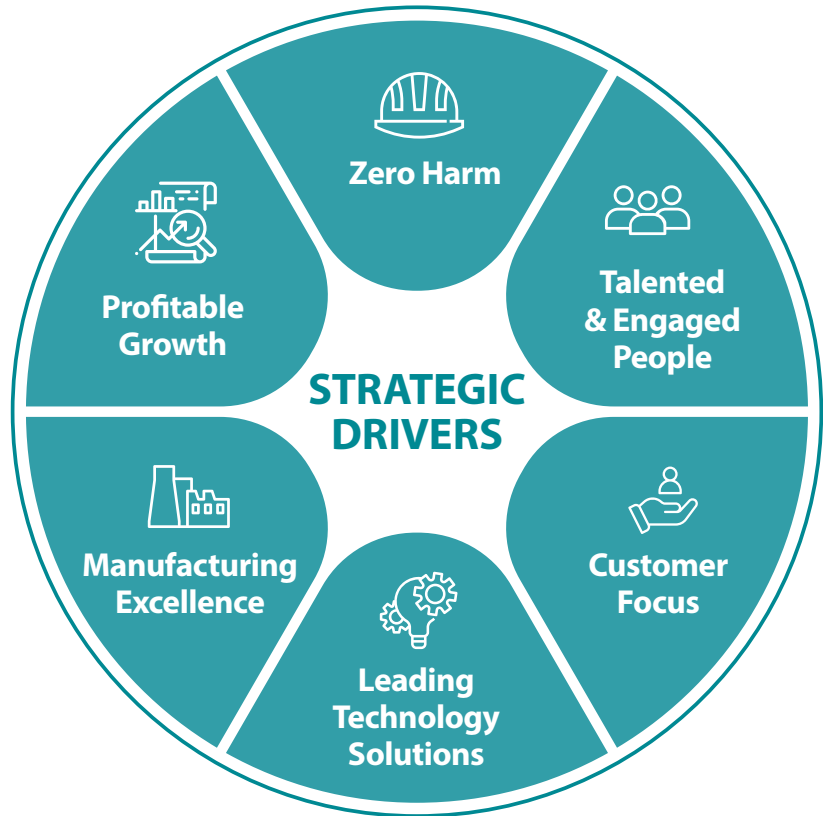 Zero Harm
Talented
& Engaged
People
Customer
Focus
Leading
Technology
Solutions
Manufacturing
Excellence
Profitable
Growth
STRATEGIC
DRIVERS